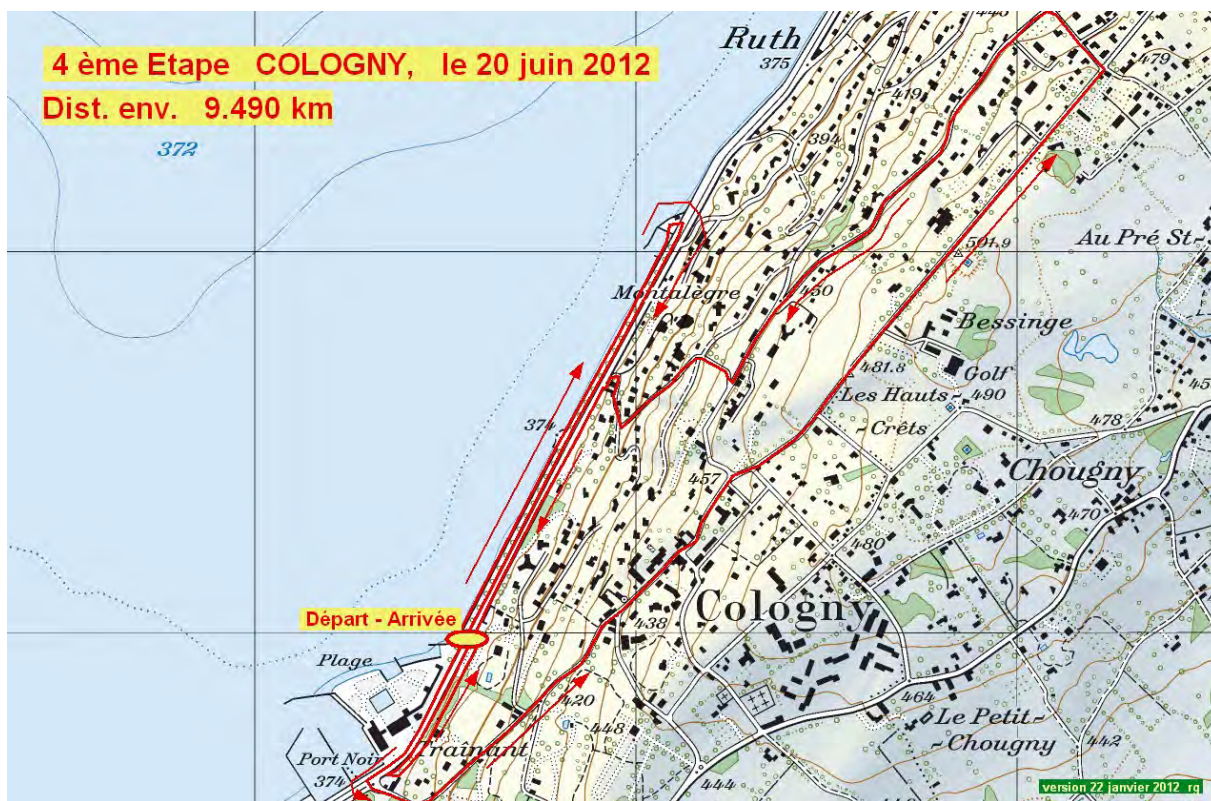 4 ème Etape COLOGNY, le 20 juin 2012
Dist. env. 9.490 km
Ruth
375
479
419
394
372
Au Pré St-
501.9
Montalègre
450
Bessinge
Golf
481.8
Les Hauts-
490
-Crêts
478
374
457
Chougny
470
480
Départ - Arrivée
Cologny
438
Plage
420
464
Le Petit-
-Chougny
448
442
Traînant
Port Noir
374
444
version 22 janvier 2012 rq